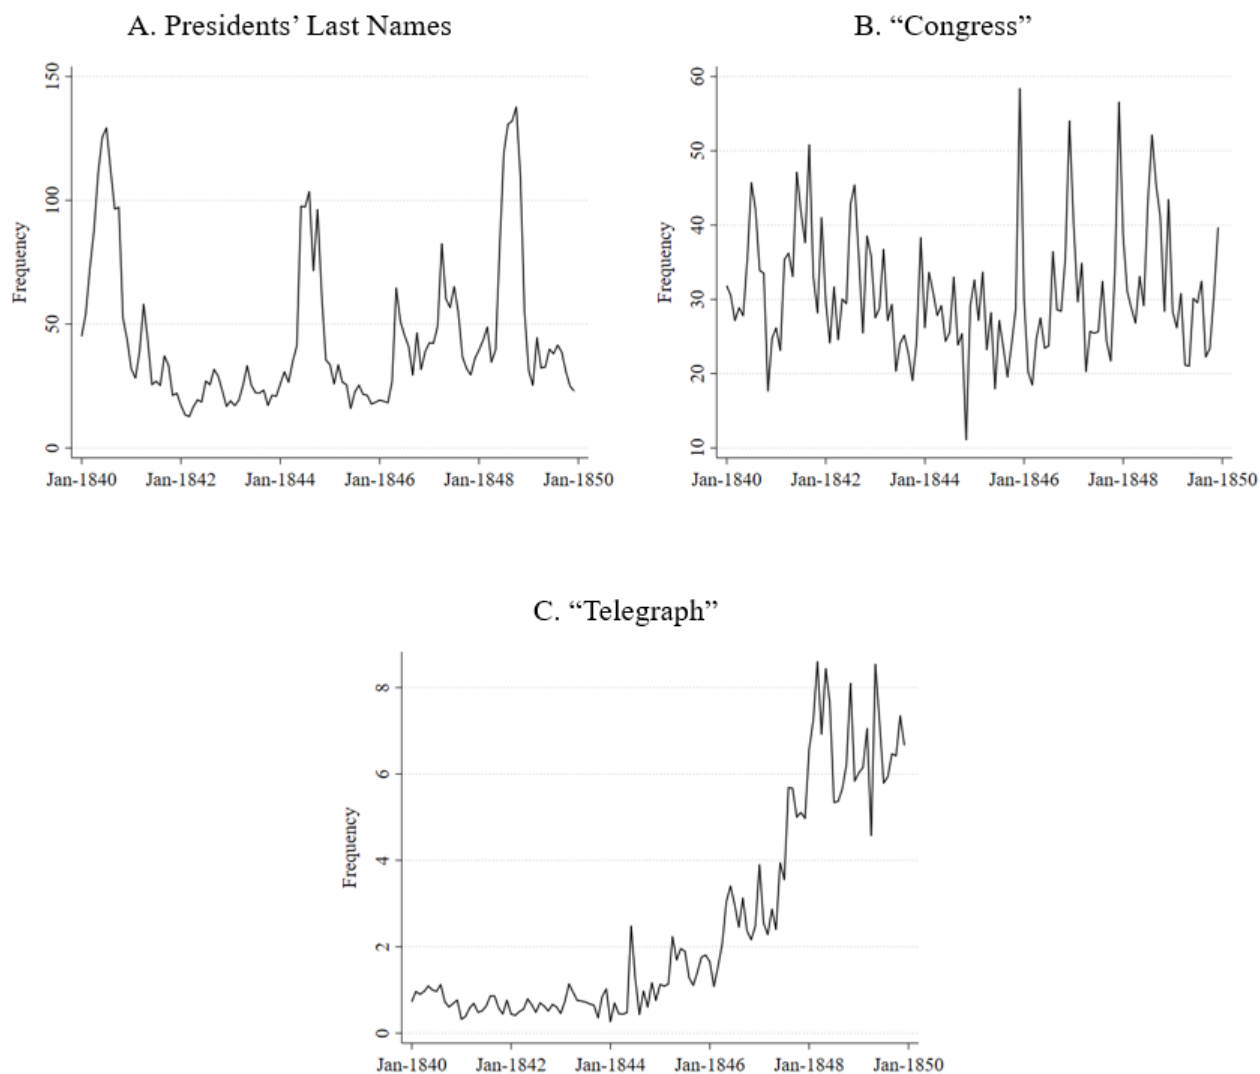 A. Presidents’ Last Names
150
100
50
0
Frequency
Jan-1840 Jan-1842 Jan-1844 Jan-1846 Jan-1848 Jan-1850
B. “Congress”
60
50
40
30
20
10
Frequency
Jan-1840 Jan-1842 Jan-1844 Jan-1846 Jan-1848 Jan-1850
C. “Telegraph”
8
6
4
2
0
Frequency
Jan-1840 Jan-1842 Jan-1844 Jan-1846 Jan-1848 Jan-1850